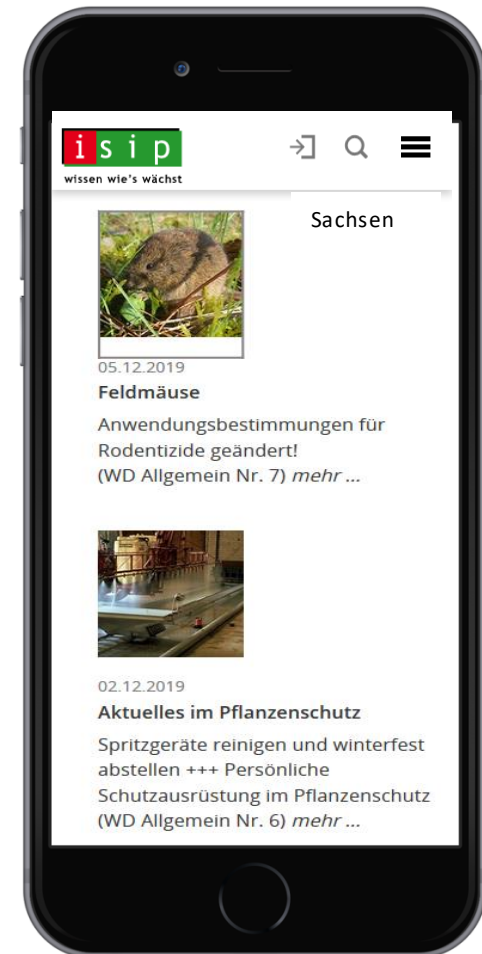 isip
wissen wie's wächst
Sachsen
05.12.2019
Feldmäuse
Anwendungsbestimmungen für
Rodentizide geändert!
(WD Allgemein Nr. 7) mehr ...
02.12.2019
Aktuelles im Pflanzenschutz
Spritzgeräte reinigen und winterfest
abstellen +++ Persönliche
Schutzausrüstung im Pflanzenschutz
(WD Allgemein Nr. 6) mehr ...